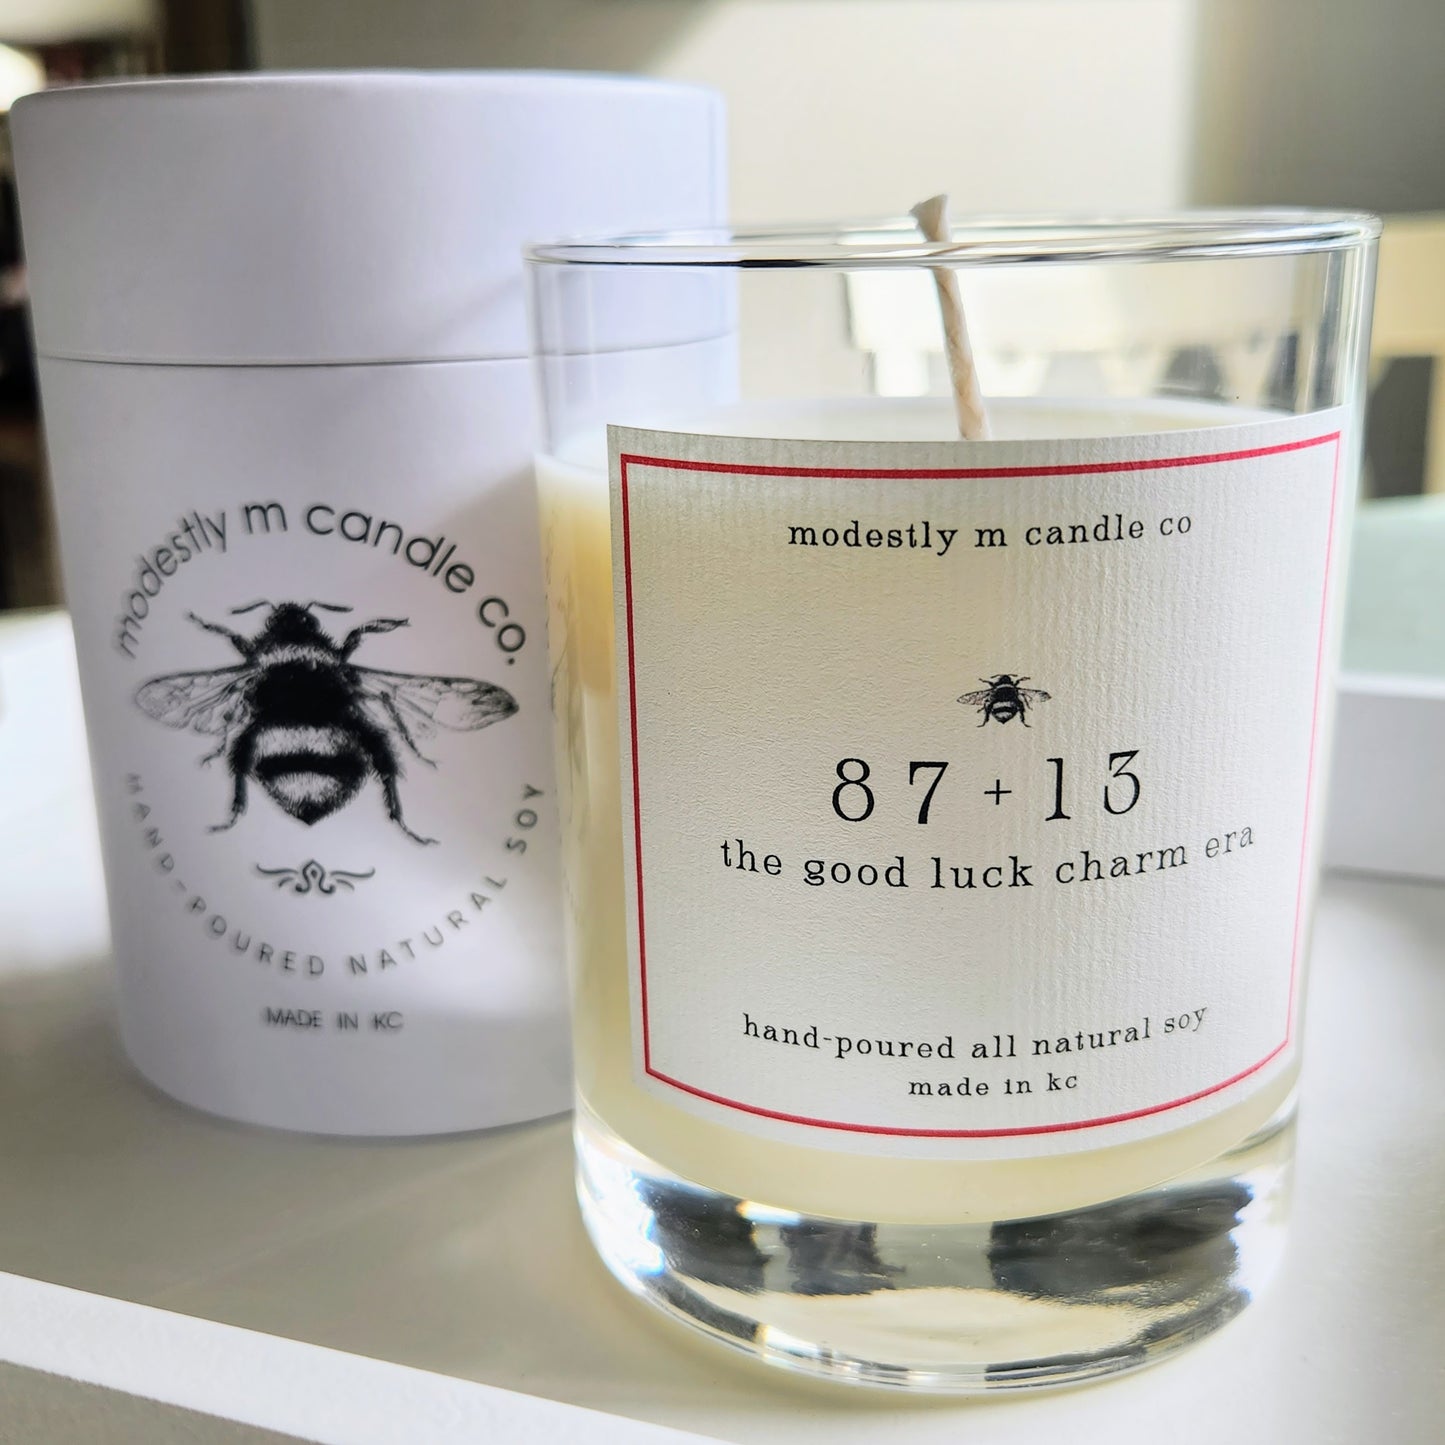 modestly m candle co.
HAND-POURED NATURAL SOY
MADE IN KC
modestly m candle co
87+13
the good luck charm era
hand-poured all natural soy
made in kc